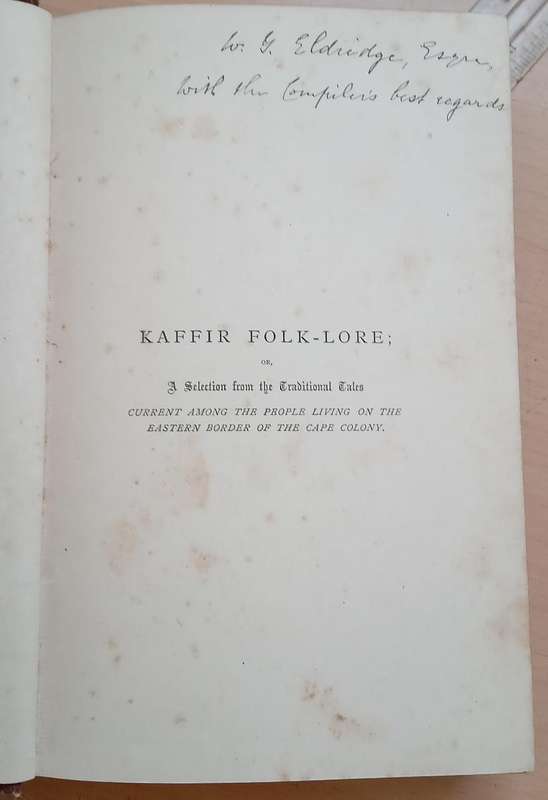 W. G. Eldridge, Esqre,
With the Compiler's best regards
KAFFIR FOLK-LORE;
OR,
A Selection from the Traditional Tales
CURRENT AMONG THE PEOPLE LIVING ON THE
EASTERN BORDER OF THE CAPE COLONY.